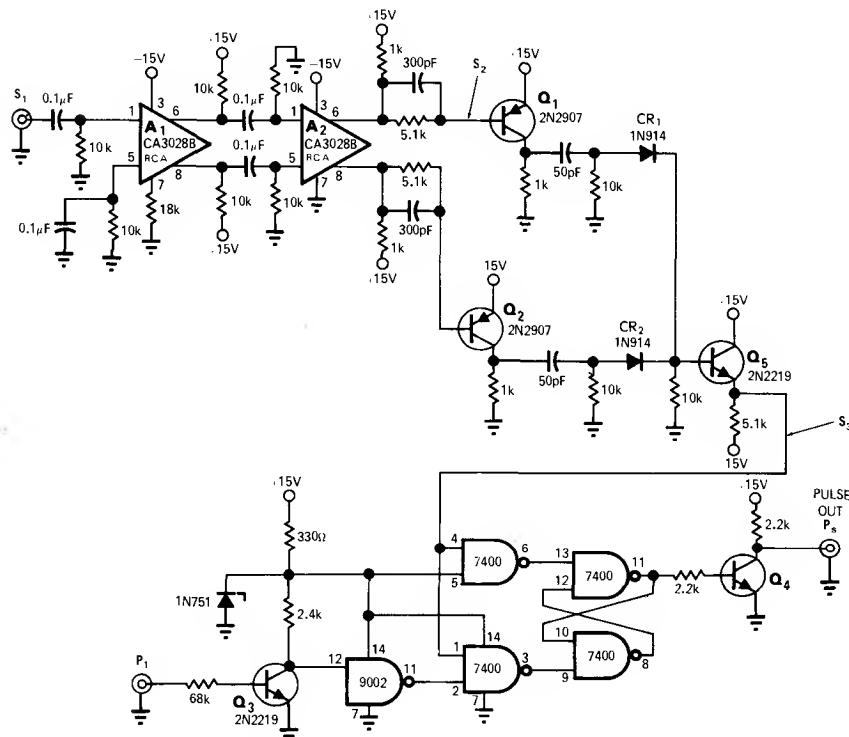 -15V
.15V
1k
300pF
.15V
S1
0.1µF
10k
0.1µF
10k
-15V
S2
Q1
2N2907
1
3
6
A1
CA3028B
RCA
5
8
7
10k
1
3
6
A2
CA3028B
RCA
5
8
7
5.1k
CR1
1N914
0.1µF
5.1k
1k
50pF
10k
0.1µF
10k
18k
10k
.15V
10k
300pF
1k
.15V
15V
Q2
2N2907
CR2
1N914
.15V
Q5
2N2219
1k
50pF
10k
10k
5.1k
15V
S3
.15V
330Ω
.15V
2.2k
PULSE
OUT
Ps
4
7400
6
5
13
7400
11
12
2.2k
Q4
1N751
2.4k
14
14
10
7400
8
9
P1
68k
Q3
2N2219
12
9002
11
7
1
7400
3
2
7